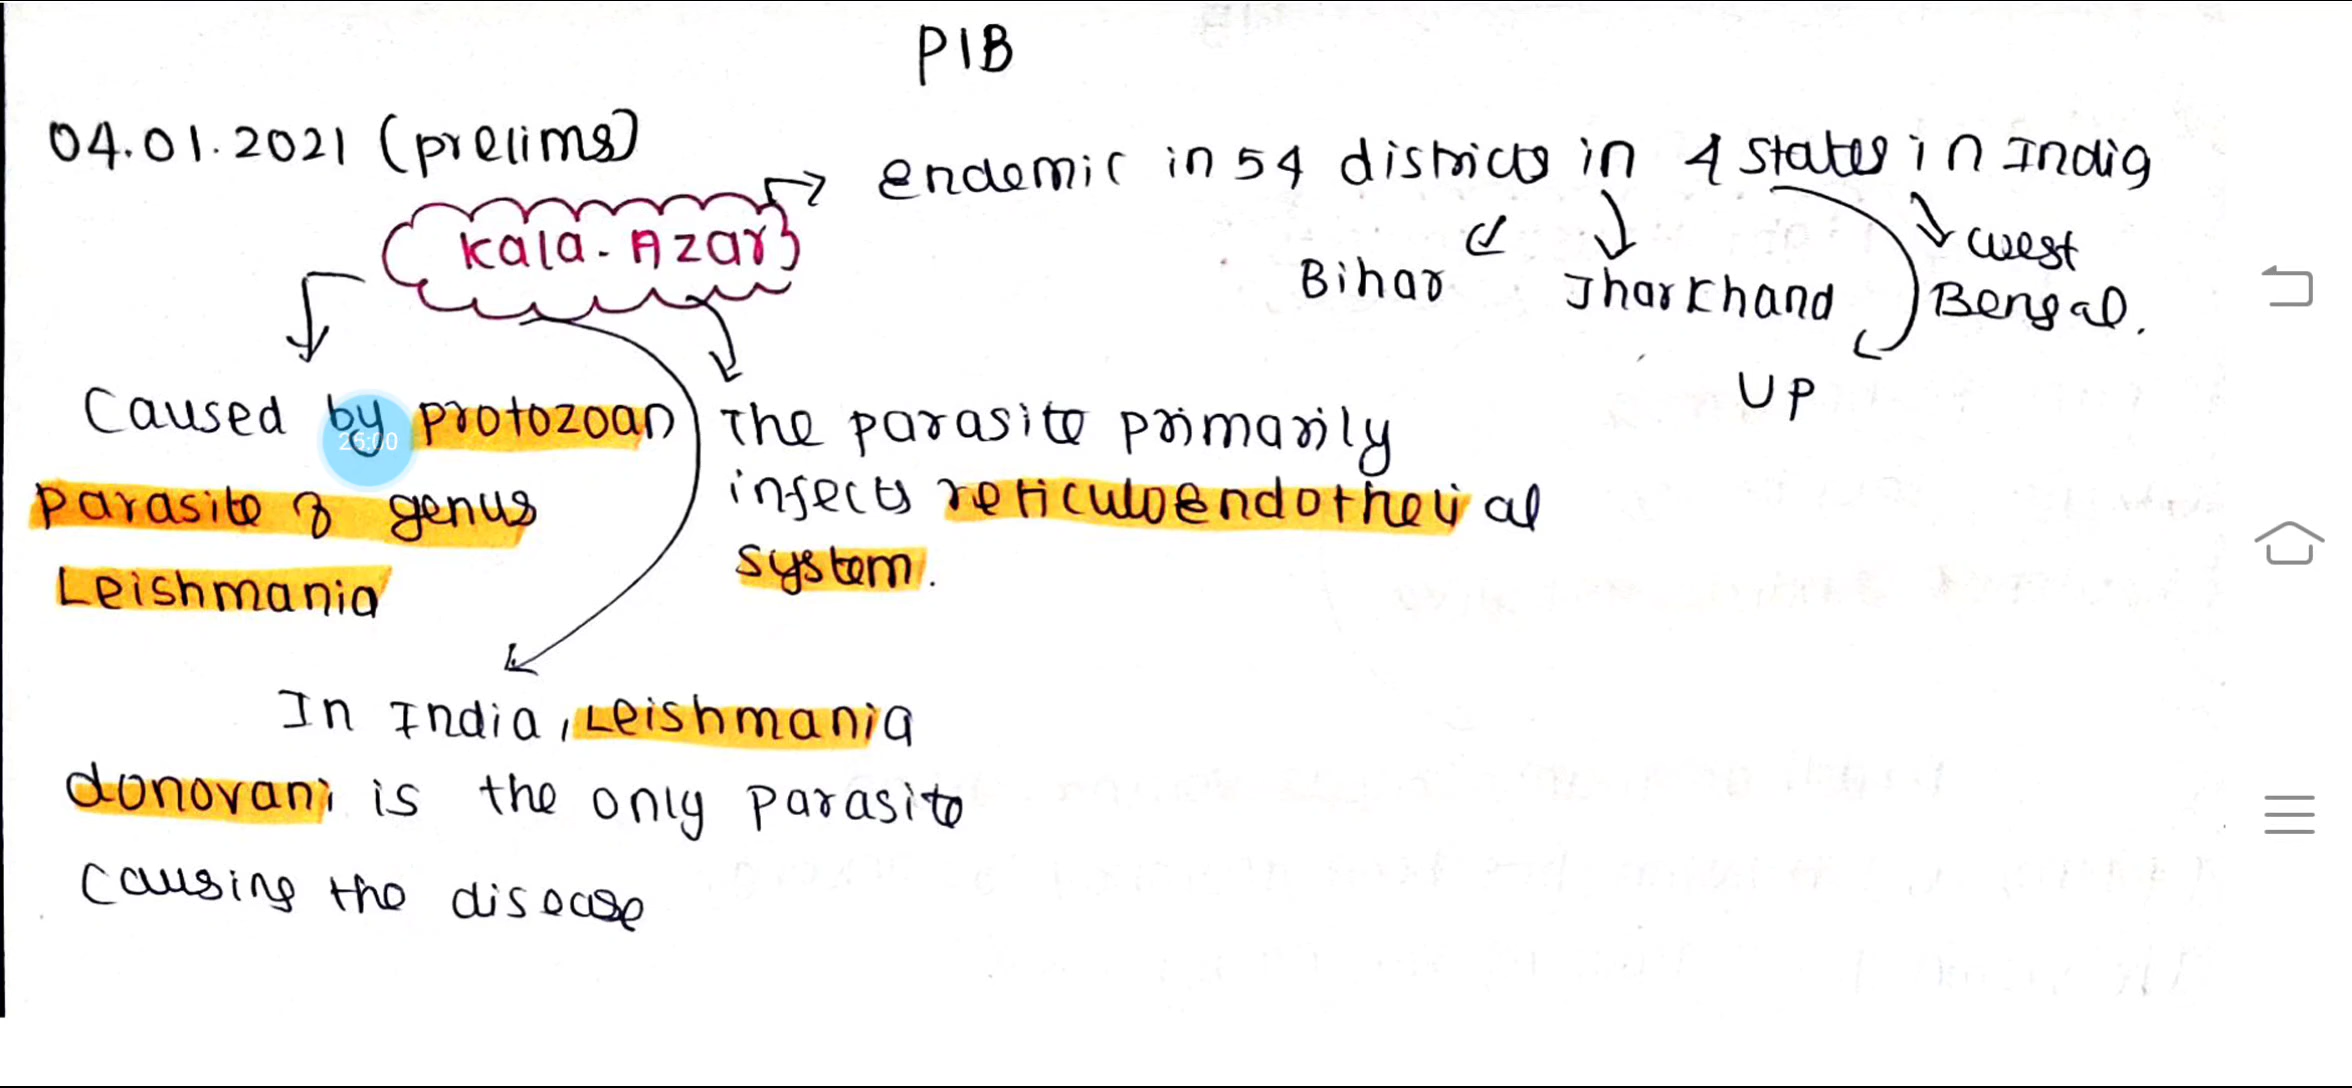 PIB
04.01.2021 (prelims)
endemic in 54 districts in 4 states in India
Kala-Azar
Bihar
Jharkhand
West
Bengal.
UP
Caused by protozoan
parasite of genus
Leishmania
26:00
The parasite primarily
infects reticuloendothelial
system.
In India, Leishmania
donovani is the only parasite
causing the disease